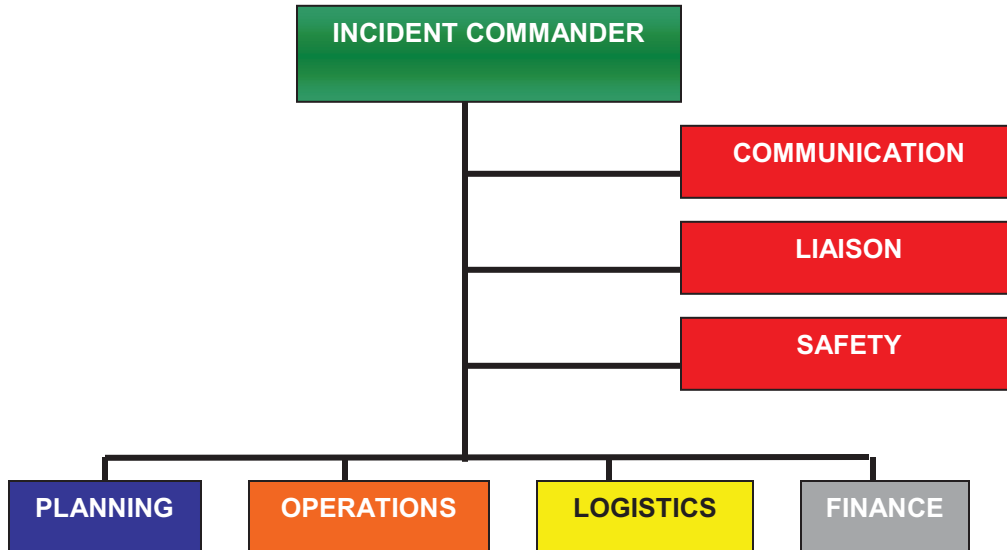 INCIDENT COMMANDER
COMMUNICATION
LIAISON
SAFETY
PLANNING
OPERATIONS
LOGISTICS
FINANCE